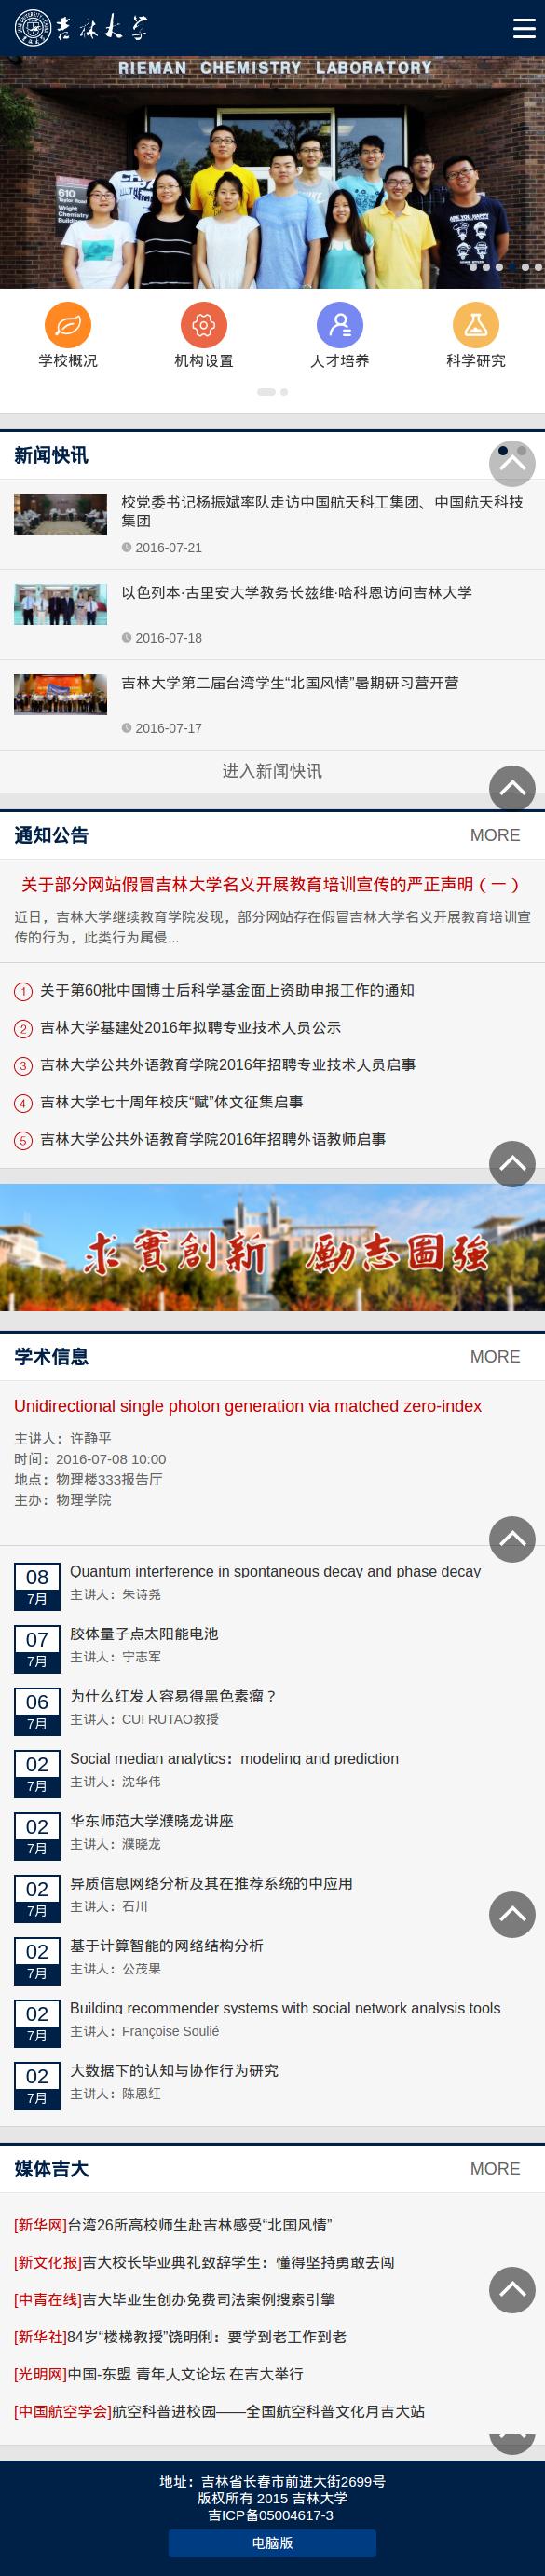 吉林大学
RIEMAN CHEMISTRY LABORATORY
610
Taylor Road
Wright
Chemistry
Building
学校概况
机构设置
人才培养
科学研究
新闻快讯
校党委书记杨振斌率队走访中国航天科工集团、中国航天科技
集团
2016-07-21
以色列本·古里安大学教务长兹维·哈科恩访问吉林大学
2016-07-18
吉林大学第二届台湾学生“北国风情”暑期研习营开营
2016-07-17
进入新闻快讯
通知公告 MORE
关于部分网站假冒吉林大学名义开展教育培训宣传的严正声明（一）
近日，吉林大学继续教育学院发现，部分网站存在假冒吉林大学名义开展教育培训宣
传的行为，此类行为属侵...
1 关于第60批中国博士后科学基金面上资助申报工作的通知
2 吉林大学基建处2016年拟聘专业技术人员公示
3 吉林大学公共外语教育学院2016年招聘专业技术人员启事
4 吉林大学七十周年校庆“赋”体文征集启事
5 吉林大学公共外语教育学院2016年招聘外语教师启事
求實創新 勵志圖強
学术信息 MORE
Unidirectional single photon generation via matched zero-index
主讲人：许静平
时间：2016-07-08 10:00
地点：物理楼333报告厅
主办：物理学院
08
7月
Quantum interference in spontaneous decay and phase decay
主讲人：朱诗尧
07
7月
胶体量子点太阳能电池
主讲人：宁志军
06
7月
为什么红发人容易得黑色素瘤？
主讲人：CUI RUTAO教授
02
7月
Social median analytics：modeling and prediction
主讲人：沈华伟
02
7月
华东师范大学濮晓龙讲座
主讲人：濮晓龙
02
7月
异质信息网络分析及其在推荐系统的中应用
主讲人：石川
02
7月
基于计算智能的网络结构分析
主讲人：公茂果
02
7月
Building recommender systems with social network analysis tools
主讲人：Françoise Soulié
02
7月
大数据下的认知与协作行为研究
主讲人：陈恩红
媒体吉大 MORE
[新华网]台湾26所高校师生赴吉林感受“北国风情”
[新文化报]吉大校长毕业典礼致辞学生：懂得坚持勇敢去闯
[中青在线]吉大毕业生创办免费司法案例搜索引擎
[新华社]84岁“楼梯教授”饶明俐：要学到老工作到老
[光明网]中国-东盟 青年人文论坛 在吉大举行
[中国航空学会]航空科普进校园——全国航空科普文化月吉大站
地址：吉林省长春市前进大街2699号
版权所有 2015 吉林大学
吉ICP备05004617-3
电脑版